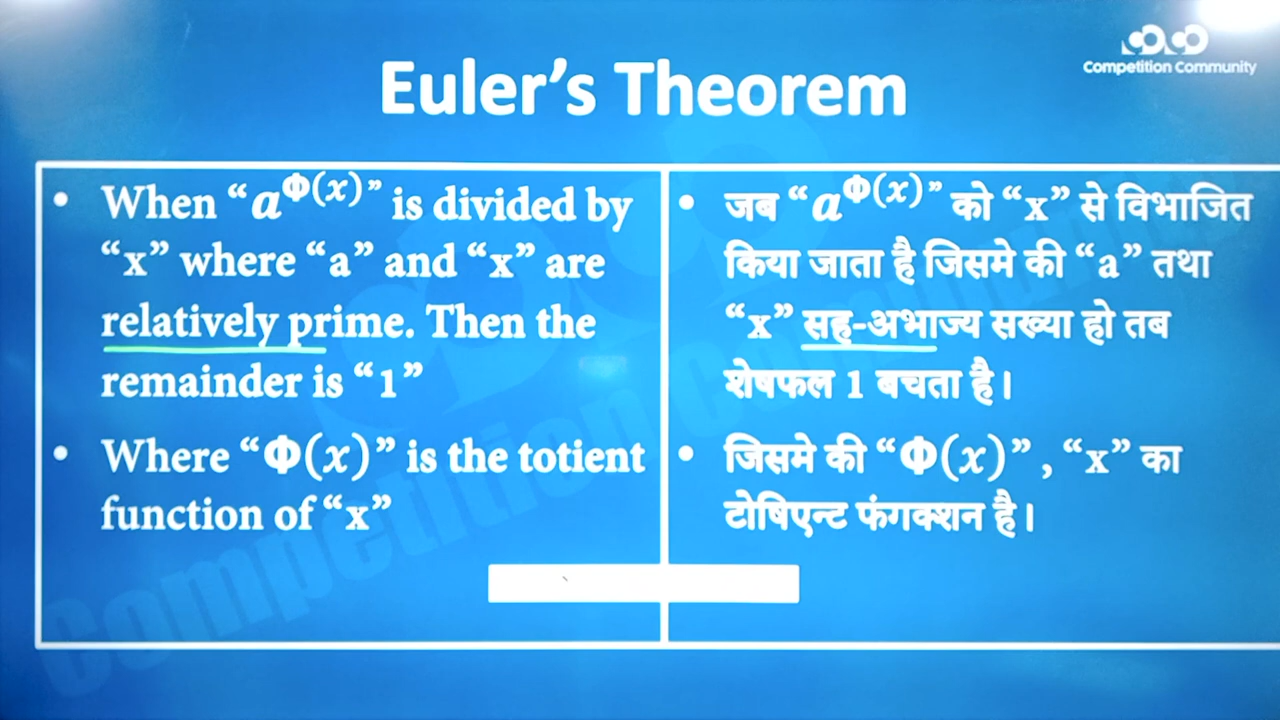 Competition Community
Euler’s Theorem
• When “a^Φ(x)” is divided by
“x” where “a” and “x” are
relatively prime. Then the
remainder is “1”
• Where “Φ(x)” is the totient
function of “x”
• जब “a^Φ(x)” को “x” से विभाजित
किया जाता है जिसमे की “a” तथा
“x” सह-अभाज्य सख्या हो तब
शेषफल 1 बचता है।
• जिसमे की “Φ(x)” , “x” का
टोषिएन्ट फंगक्शन है।
Competition Community